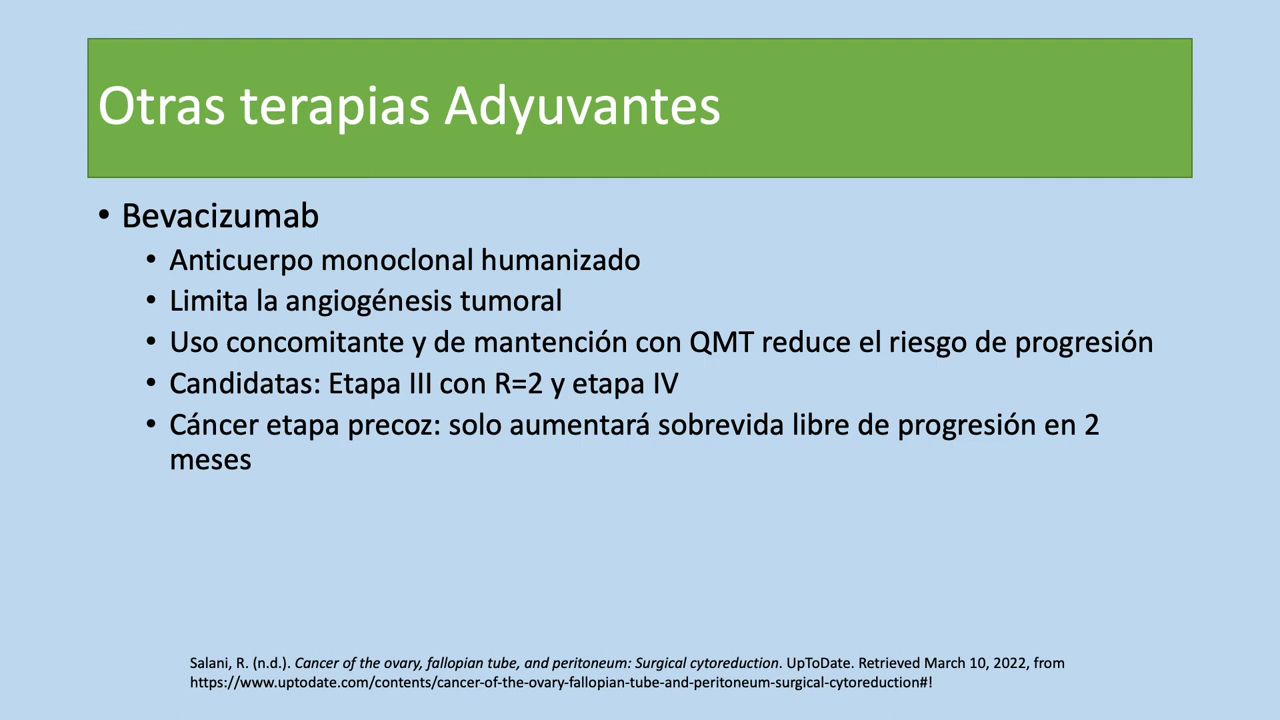 Otras terapias Adyuvantes
• Bevacizumab
• Anticuerpo monoclonal humanizado
• Limita la angiogénesis tumoral
• Uso concomitante y de mantención con QMT reduce el riesgo de progresión
• Candidatas: Etapa III con R=2 y etapa IV
• Cáncer etapa precoz: solo aumentará sobrevida libre de progresión en 2
meses
Salani, R. (n.d.). Cancer of the ovary, fallopian tube, and peritoneum: Surgical cytoreduction. UpToDate. Retrieved March 10, 2022, from
https://www.uptodate.com/contents/cancer-of-the-ovary-fallopian-tube-and-peritoneum-surgical-cytoreduction#!